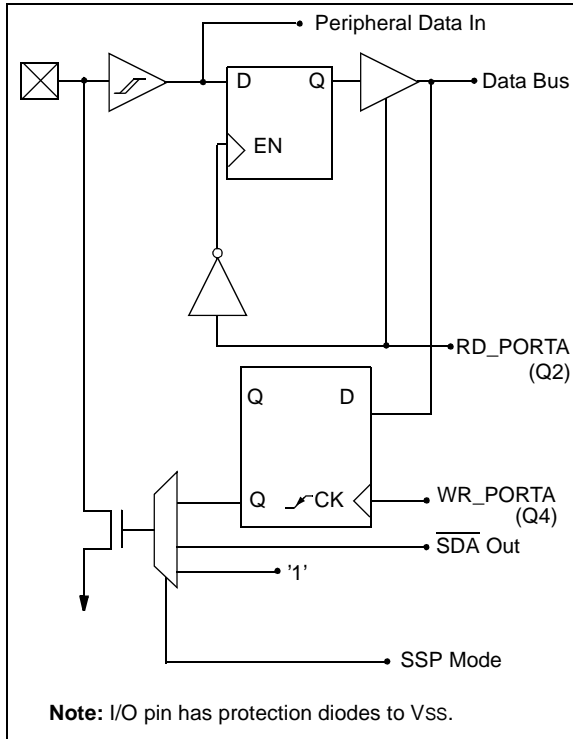 Peripheral Data In
D Q
Data Bus
EN
RD_PORTA
(Q2)
Q D
Q CK
WR_PORTA
(Q4)
SDA Out
'1'
SSP Mode
Note: I/O pin has protection diodes to VSS.